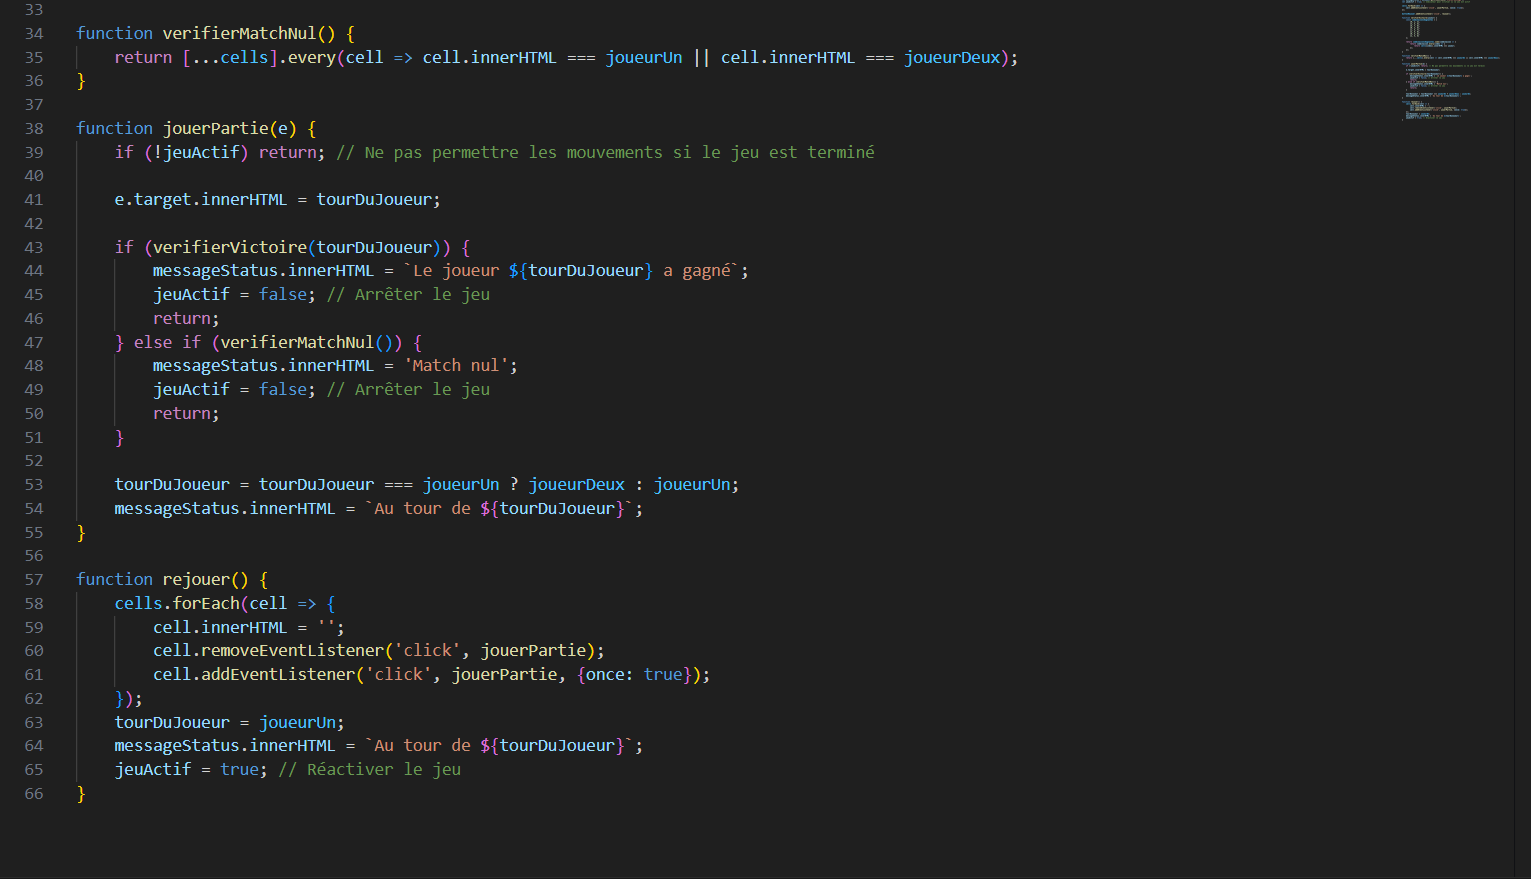 33
34 function verifierMatchNul() {
35     return [...cells].every(cell => cell.innerHTML === joueurUn || cell.innerHTML === joueurDeux);
36 }
37
38 function jouerPartie(e) {
39     if (!jeuActif) return; // Ne pas permettre les mouvements si le jeu est terminé
40
41     e.target.innerHTML = tourDuJoueur;
42
43     if (verifierVictoire(tourDuJoueur)) {
44         messageStatus.innerHTML = `Le joueur ${tourDuJoueur} a gagné`;
45         jeuActif = false; // Arrêter le jeu
46         return;
47     } else if (verifierMatchNul()) {
48         messageStatus.innerHTML = 'Match nul';
49         jeuActif = false; // Arrêter le jeu
50         return;
51     }
52
53     tourDuJoueur = tourDuJoueur === joueurUn ? joueurDeux : joueurUn;
54     messageStatus.innerHTML = `Au tour de ${tourDuJoueur}`;
55 }
56
57 function rejouer() {
58     cells.forEach(cell => {
59         cell.innerHTML = '';
60         cell.removeEventListener('click', jouerPartie);
61         cell.addEventListener('click', jouerPartie, {once: true});
62     });
63     tourDuJoueur = joueurUn;
64     messageStatus.innerHTML = `Au tour de ${tourDuJoueur}`;
65     jeuActif = true; // Réactiver le jeu
66 }